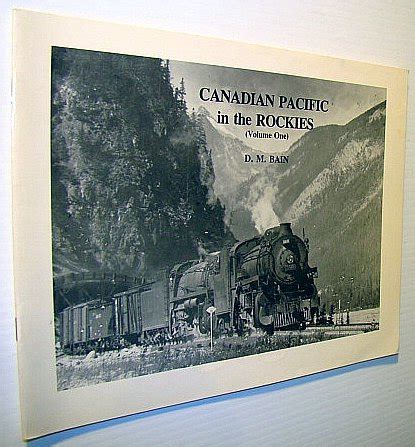 CANADIAN PACIFIC
in the ROCKIES
(Volume One)
D. M. BAIN